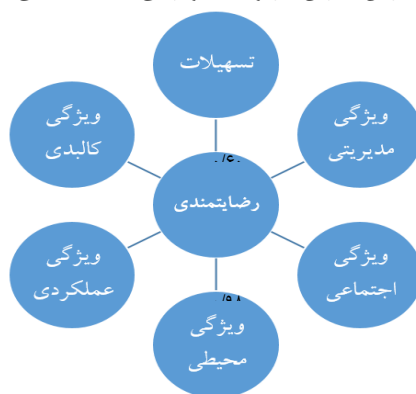 تسهیلات
ویژگی
مدیریتی
ویژگی
کالبدی
رضایتمندی
ویژگی
اجتماعی
ویژگی
عملکردی
ویژگی
محیطی